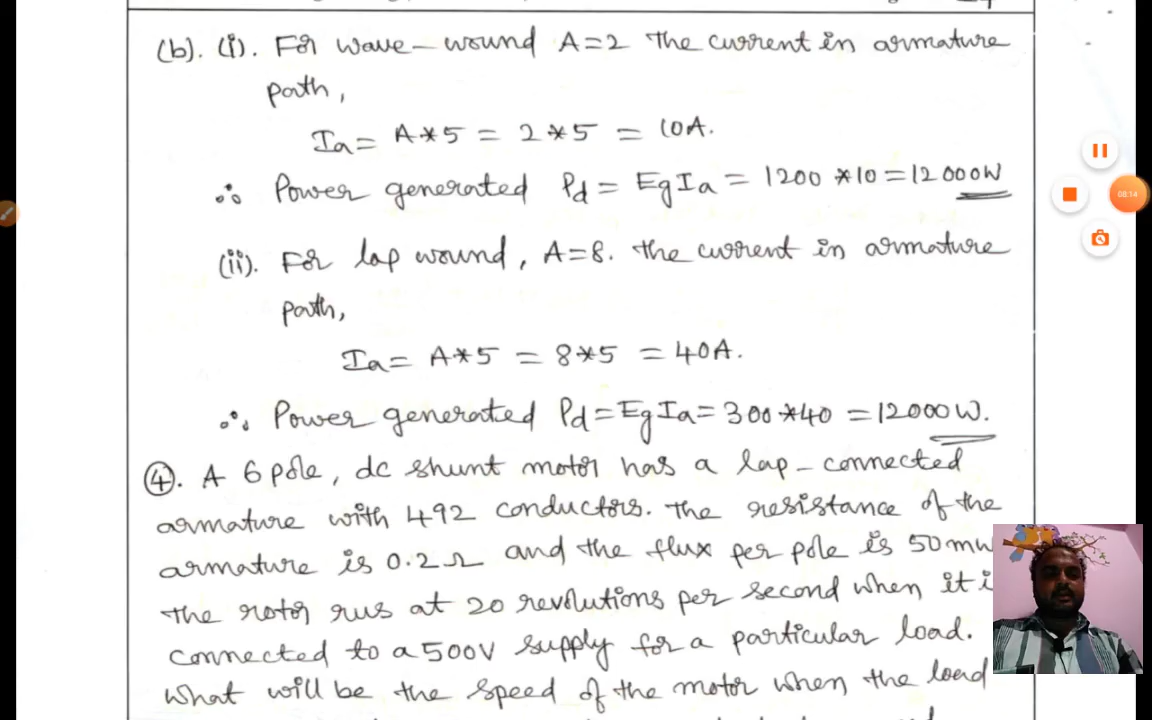 (b). (i). For wave-wound A=2 the current in armature
path,
Ia = A*5 = 2*5 = 10A.
∴ Power generated Pd = EgIa = 1200 *10 = 12000W
(ii). For lap wound, A=8. the current in armature
path,
Ia = A*5 = 8*5 = 40A.
∴ Power generated Pd = EgIa = 300*40 = 12000W.
④. A 6 pole, dc shunt motor has a lap-connected
armature with 492 conductors. The resistance of the
armature is 0.2Ω and the flux per pole is 50mw
The rotor rus at 20 revolutions per second when it i
connected to a 500V supply for a particular load.
What will be the speed of the motor when the load
08:14